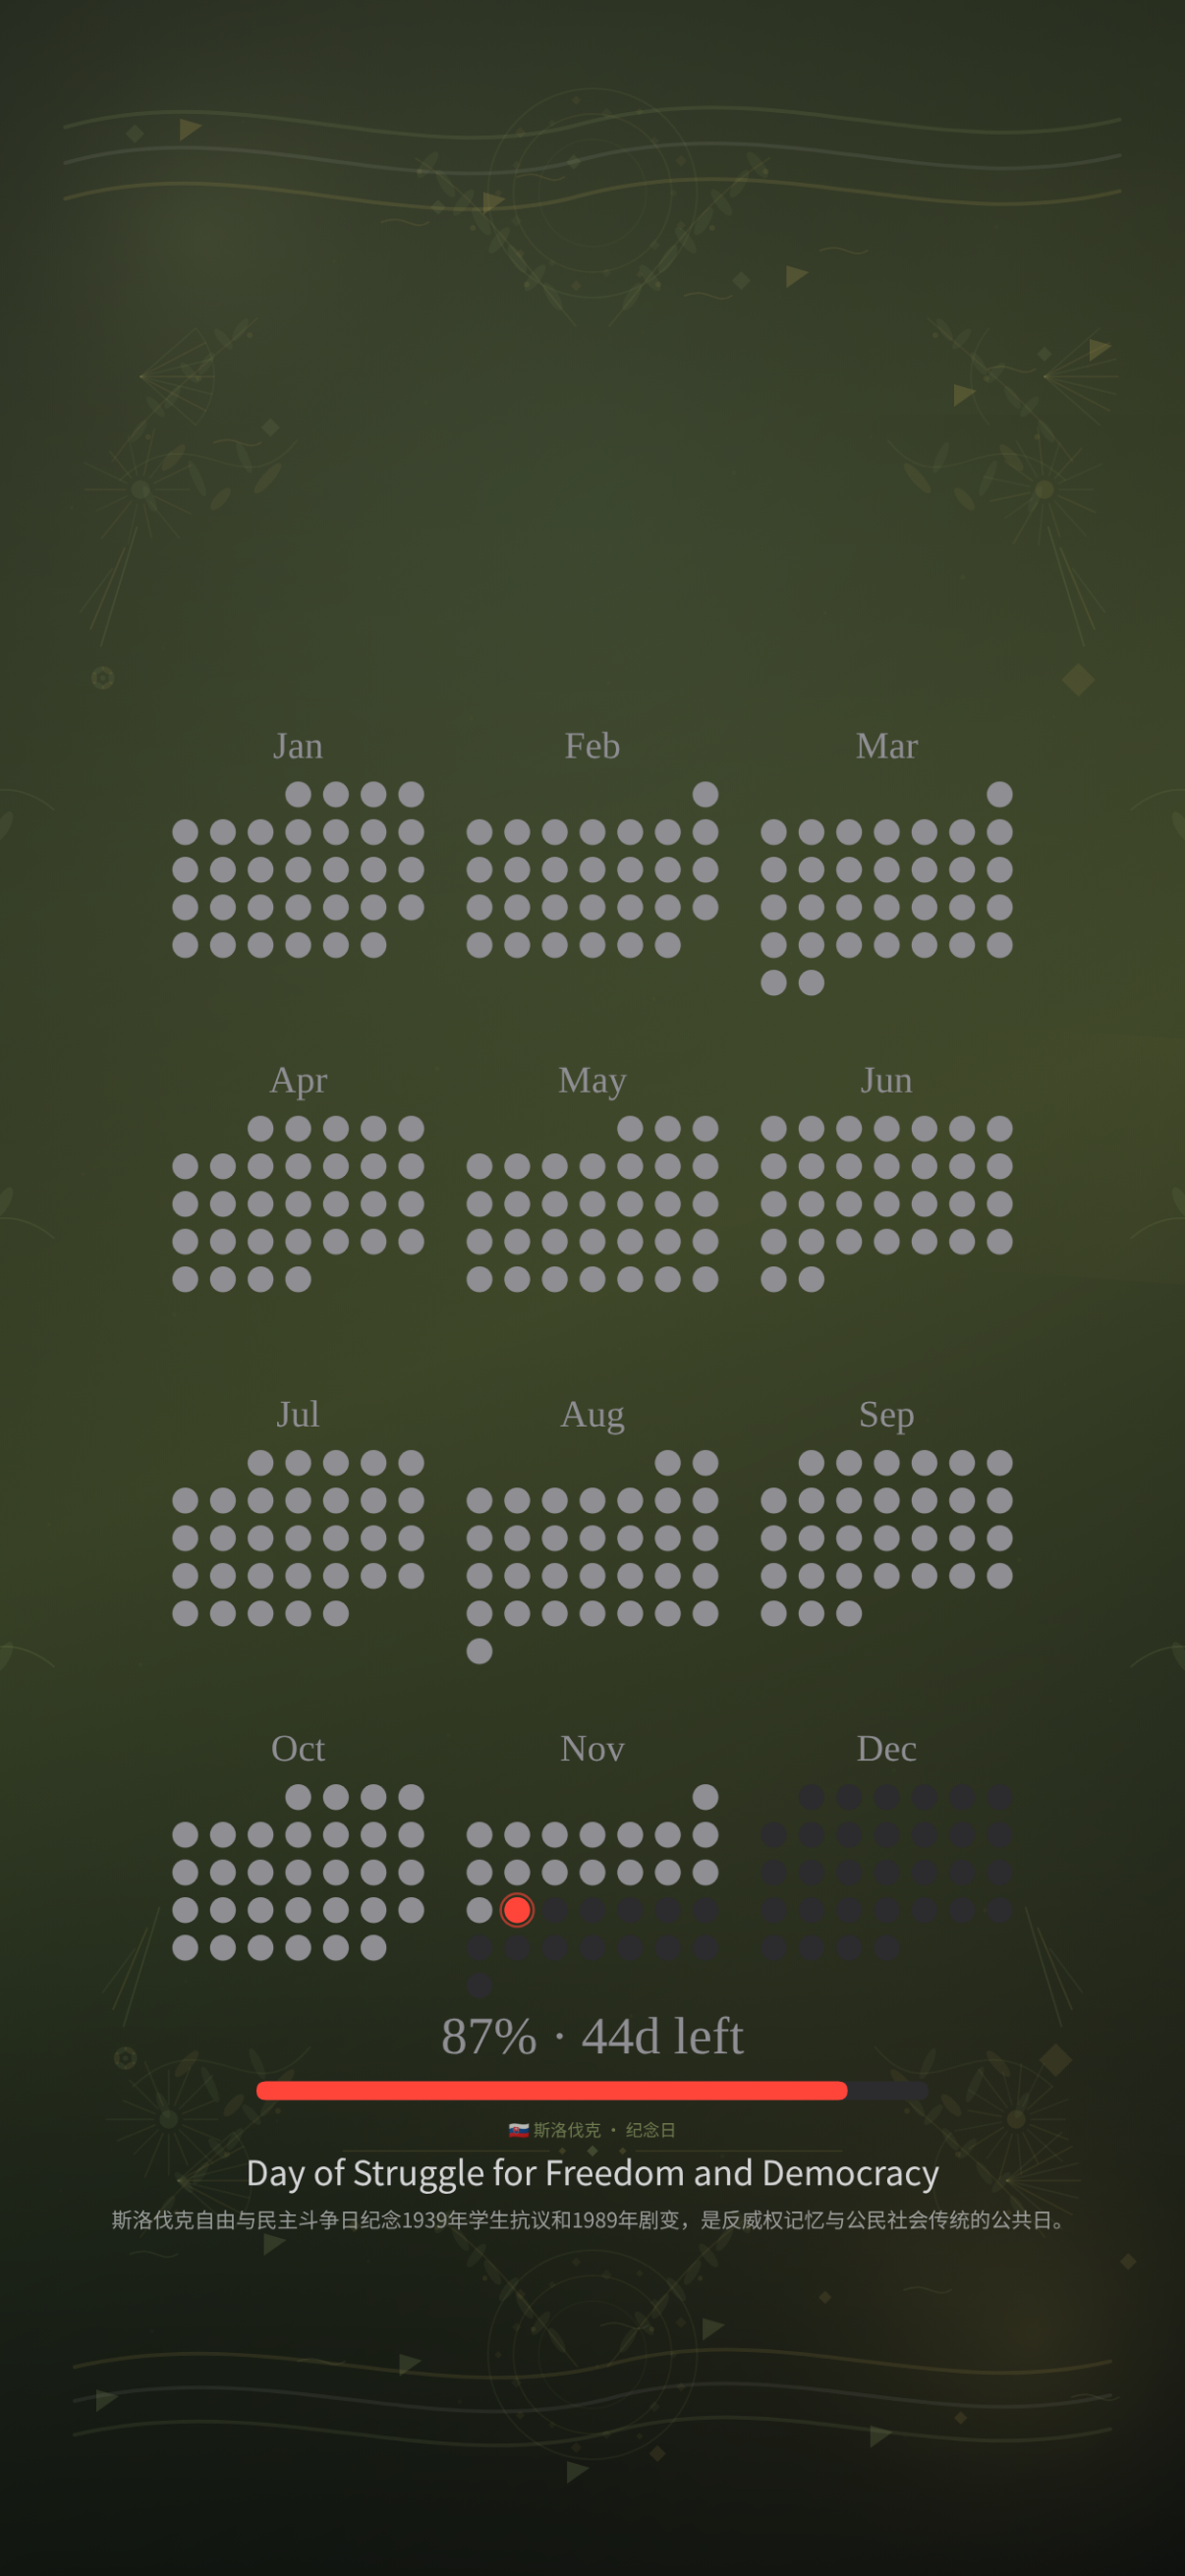 Jan Feb Mar
Apr May Jun
Jul Aug Sep
Oct Nov Dec
87% · 44d left
🇸🇰 斯洛伐克 · 纪念日
Day of Struggle for Freedom and Democracy
斯洛伐克自由与民主斗争日纪念1939年学生抗议和1989年剧变，是反威权记忆与公民社会传统的公共日。